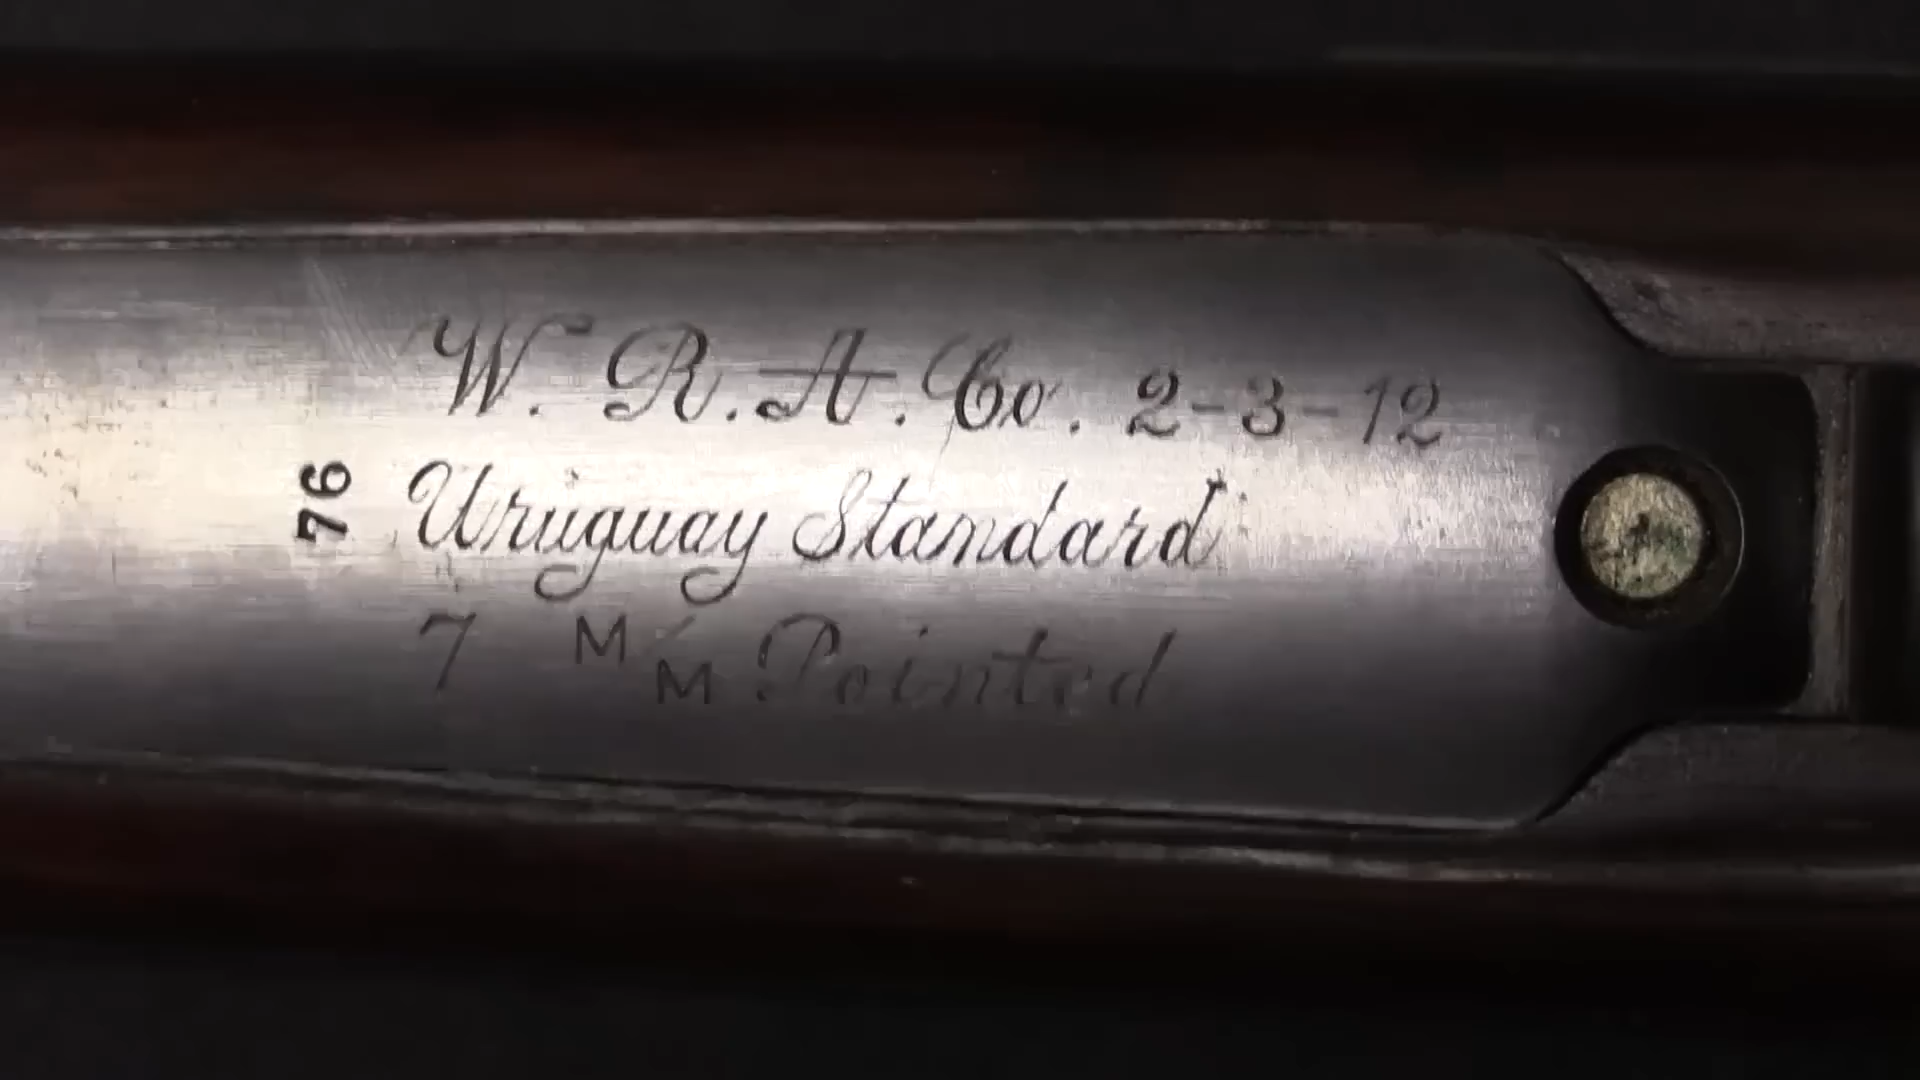 W. R. A. Co. 2-3-12
76
Uruguay Standard
7 M/M Pointed